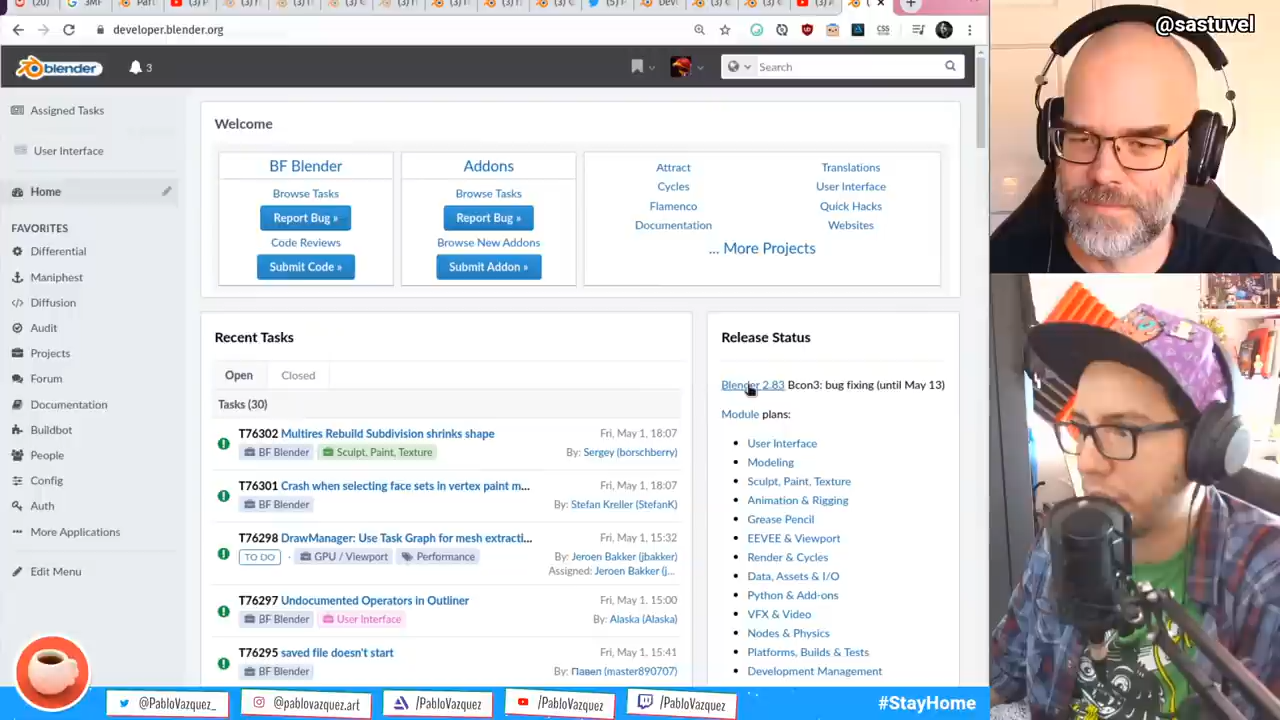 (20)
G 3MF
Part
(3) F
(3) (
(3) A
(5)
Dev
developer.blender.org
CSS
@sastuvel
blender
3
Search
Assigned Tasks
User Interface
Home
FAVORITES
Differential
Maniphest
Diffusion
Audit
Projects
Forum
Documentation
Buildbot
People
Config
Auth
More Applications
Edit Menu
Welcome
BF Blender
Browse Tasks
Report Bug »
Code Reviews
Submit Code »
Addons
Browse Tasks
Report Bug »
Browse New Addons
Submit Addon »
Attract Translations
Cycles User Interface
Flamenco Quick Hacks
Documentation Websites
... More Projects
Recent Tasks
Open Closed
Tasks (30)
T76302 Multires Rebuild Subdivision shrinks shape Fri, May 1, 18:07
BF Blender Sculpt, Paint, Texture By: Sergey (borschberry)
T76301 Crash when selecting face sets in vertex paint m... Fri, May 1, 18:07
BF Blender By: Stefan Kreller (StefanK)
T76298 DrawManager: Use Task Graph for mesh extracti... Fri, May 1, 15:32
TO DO · GPU / Viewport Performance By: Jeroen Bakker (jbakker)
Assigned: Jeroen Bakker (j...
T76297 Undocumented Operators in Outliner Fri, May 1, 15:00
BF Blender User Interface By: Alaska (Alaska)
T76295 saved file doesn't start Fri, May 1, 15:41
BF Blender By: Павел (master890707)
Release Status
Blender 2.83 Bcon3: bug fixing (until May 13)
Module plans:
User Interface
Modeling
Sculpt, Paint, Texture
Animation & Rigging
Grease Pencil
EEVEE & Viewport
Render & Cycles
Data, Assets & I/O
Python & Add-ons
VFX & Video
Nodes & Physics
Platforms, Builds & Tests
Development Management
@PabloVazquez_
@pablovazquez.art
/PabloVazquez
/PabloVazquez
/PabloVazquez
#StayHome